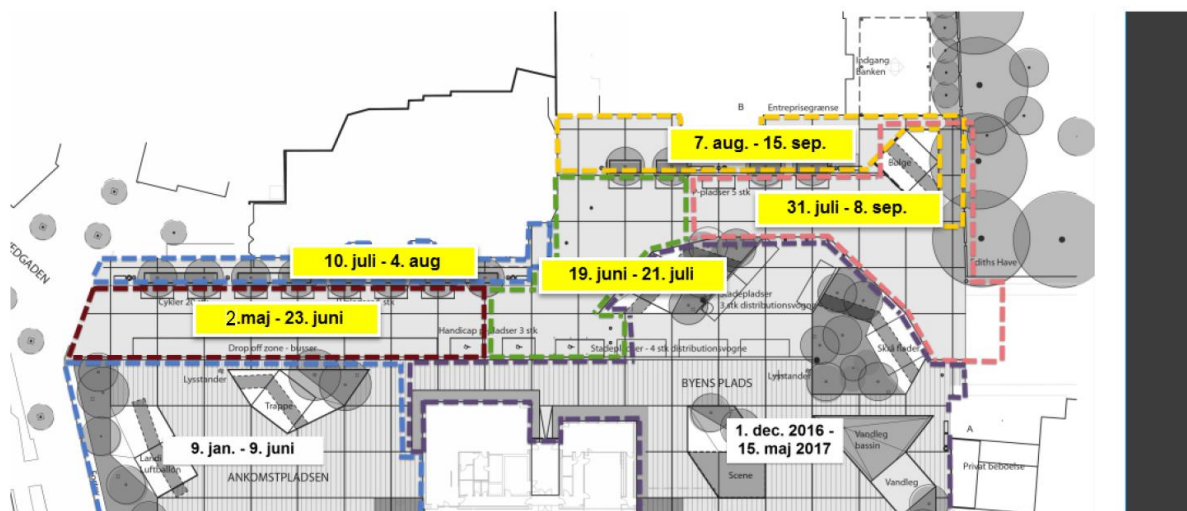 Indgang
Banken
B
Entreprisegrænse
7. aug. - 15. sep.
Bølge
P-pladser 5 stk
31. juli - 8. sep.
EDGADEN
10. juli - 4. aug
19. juni - 21. juli
Ediths Have
Stadepladser
3 stk distributionsvogne
2.maj - 23. juni
Handicap p-pladser 3 stk
Drop off zone - busser
Stadepladser - 4 stk distributionsvogne
Skrå flader
Lysstander
BYENS PLADS
Lysstander
Trappe
9. jan. - 9. juni
1. dec. 2016 -
15. maj 2017
Vandleg
bassin
A
Landi
Luftballon
ANKOMSTPLADSEN
Scene
Vandleg
Privat beboelse